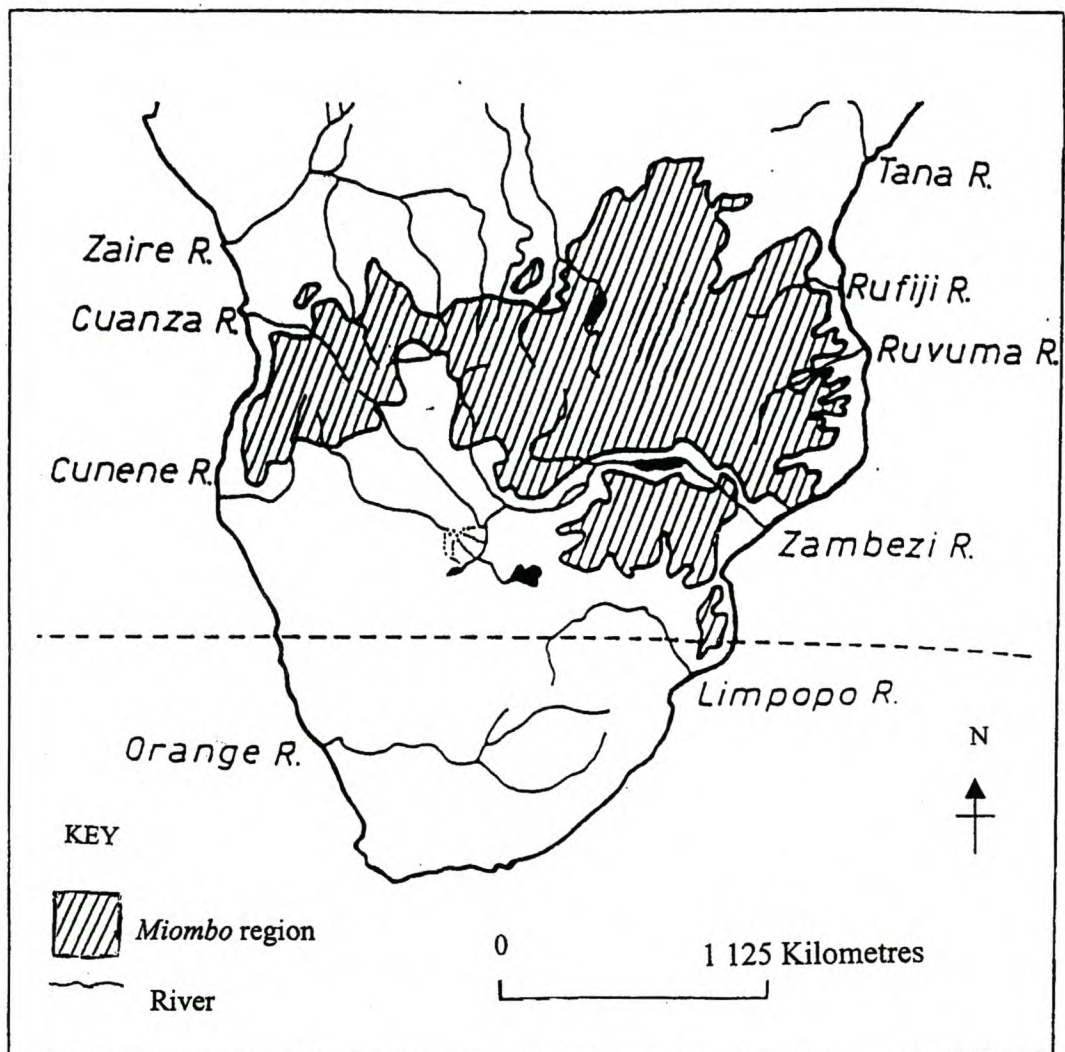 Tana R.
Zaire R.
Rufiji R.
Cuanza R.
Ruvuma R.
Cunene R.
Zambezi R.
Limpopo R.
Orange R.
N
KEY
Miombo region
0 1 125 Kilometres
River